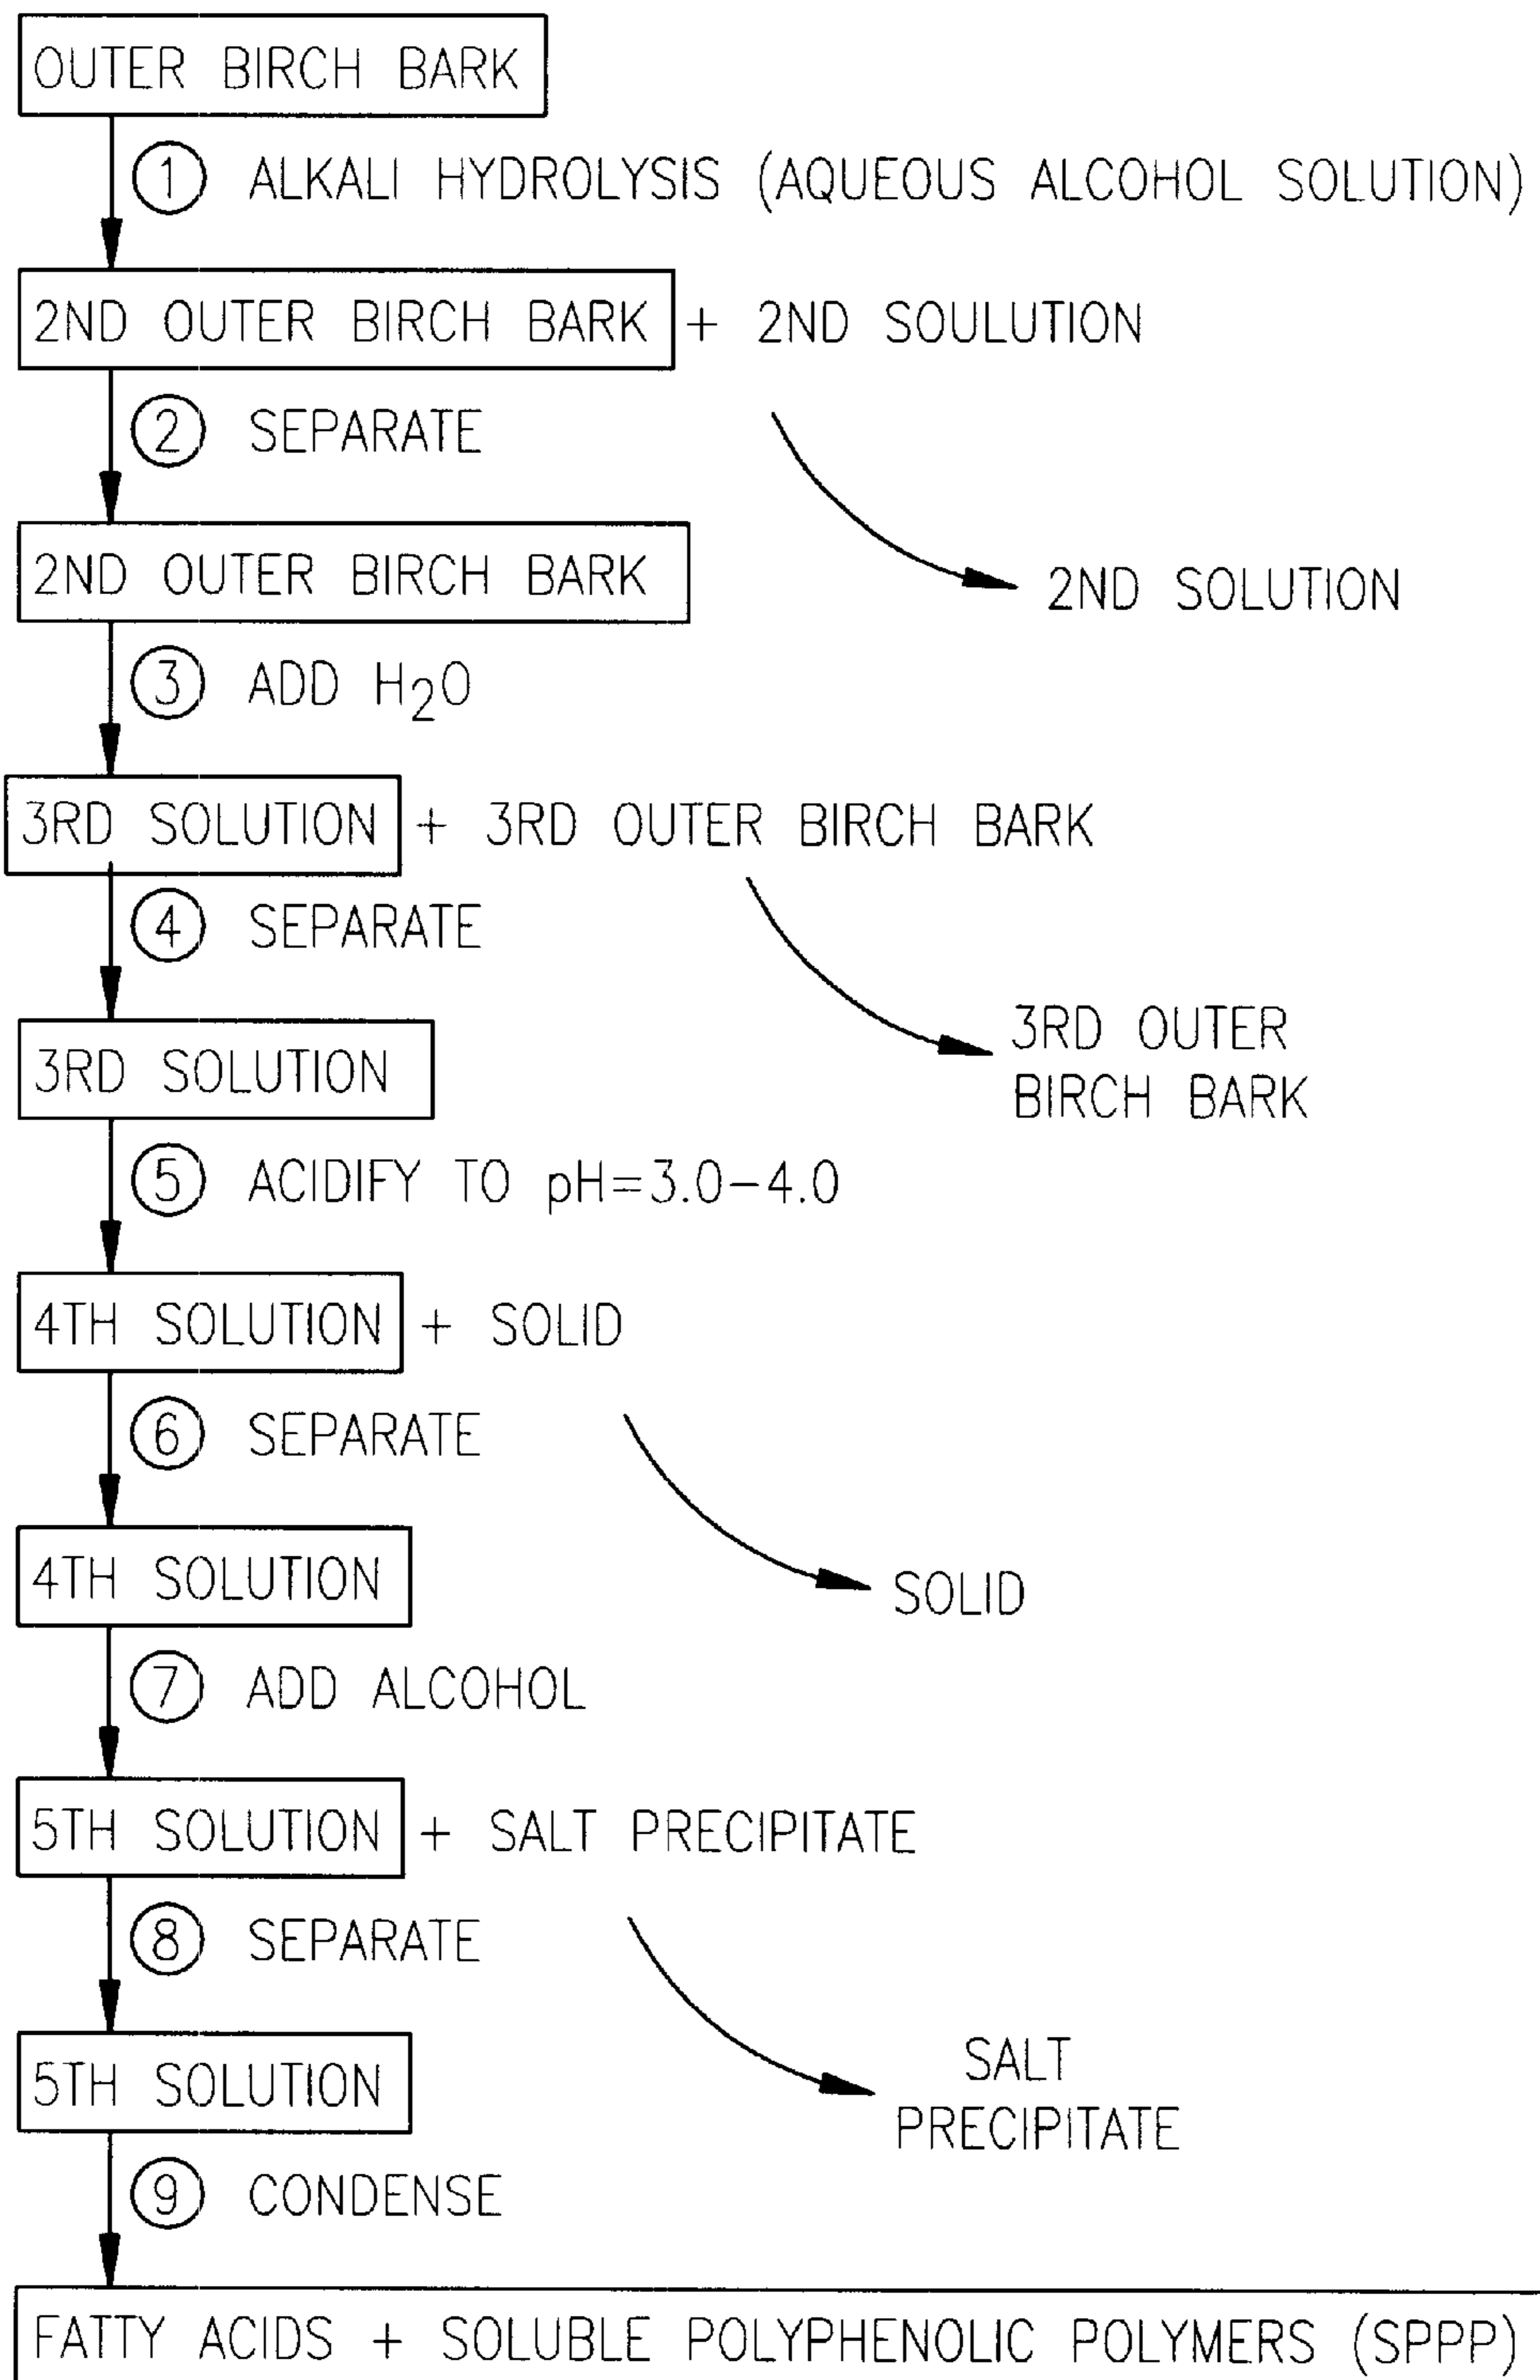 OUTER BIRCH BARK
1 ALKALI HYDROLYSIS (AQUEOUS ALCOHOL SOLUTION)
2ND OUTER BIRCH BARK + 2ND SOULUTION
2 SEPARATE
2ND OUTER BIRCH BARK
2ND SOLUTION
3 ADD H2O
3RD SOLUTION + 3RD OUTER BIRCH BARK
4 SEPARATE
3RD OUTER
BIRCH BARK
3RD SOLUTION
5 ACIDIFY TO pH=3.0-4.0
4TH SOLUTION + SOLID
6 SEPARATE
4TH SOLUTION
SOLID
7 ADD ALCOHOL
5TH SOLUTION + SALT PRECIPITATE
8 SEPARATE
5TH SOLUTION
SALT
PRECIPITATE
9 CONDENSE
FATTY ACIDS + SOLUBLE POLYPHENOLIC POLYMERS (SPPP)